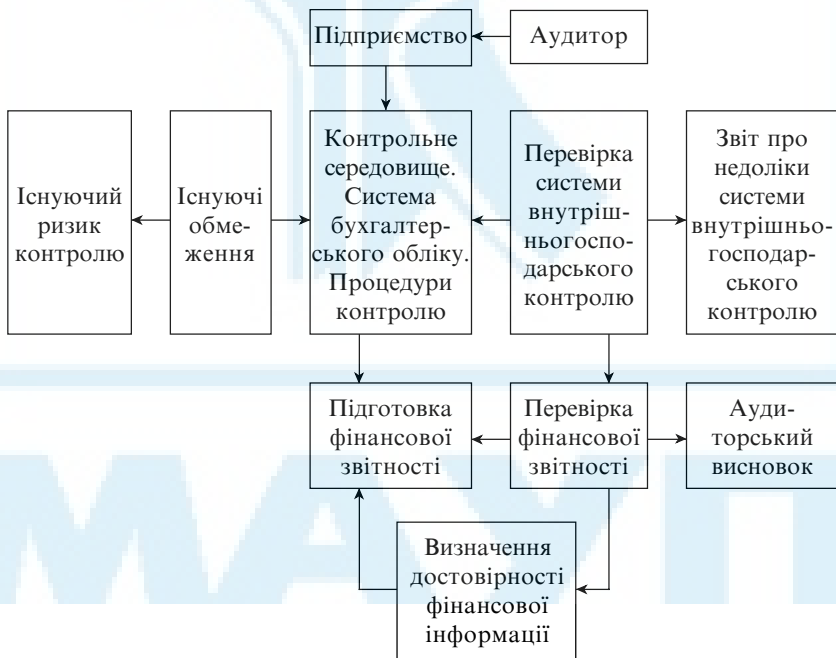 Підприємство
Аудитор
Існуючий
ризик
контролю
Існуючі
обме-
ження
Контрольне
середовище.
Система
бухгалтер-
ського обліку.
Процедури
контролю
Перевірка
системи
внутріш-
ньогоспо-
дарського
контролю
Звіт про
недоліки
системи
внутрішньо-
господар-
ського
контролю
Підготовка
фінансової
звітності
Перевірка
фінансової
звітності
Ауди-
торський
висновок
Визначення
достовірності
фінансової
інформації
МАУП